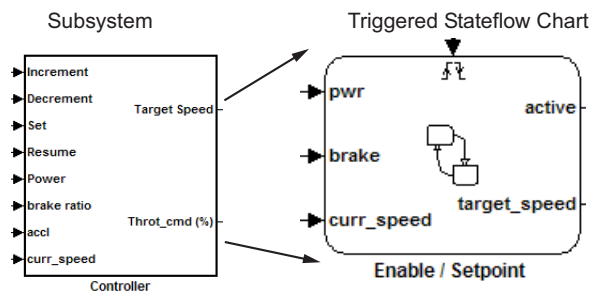 Subsystem
Triggered Stateflow Chart
Increment
Decrement
Set
Resume
Power
brake ratio
accl
curr_speed
Target Speed
Throt_cmd (%)
Controller
pwr
brake
curr_speed
active
target_speed
Enable / Setpoint